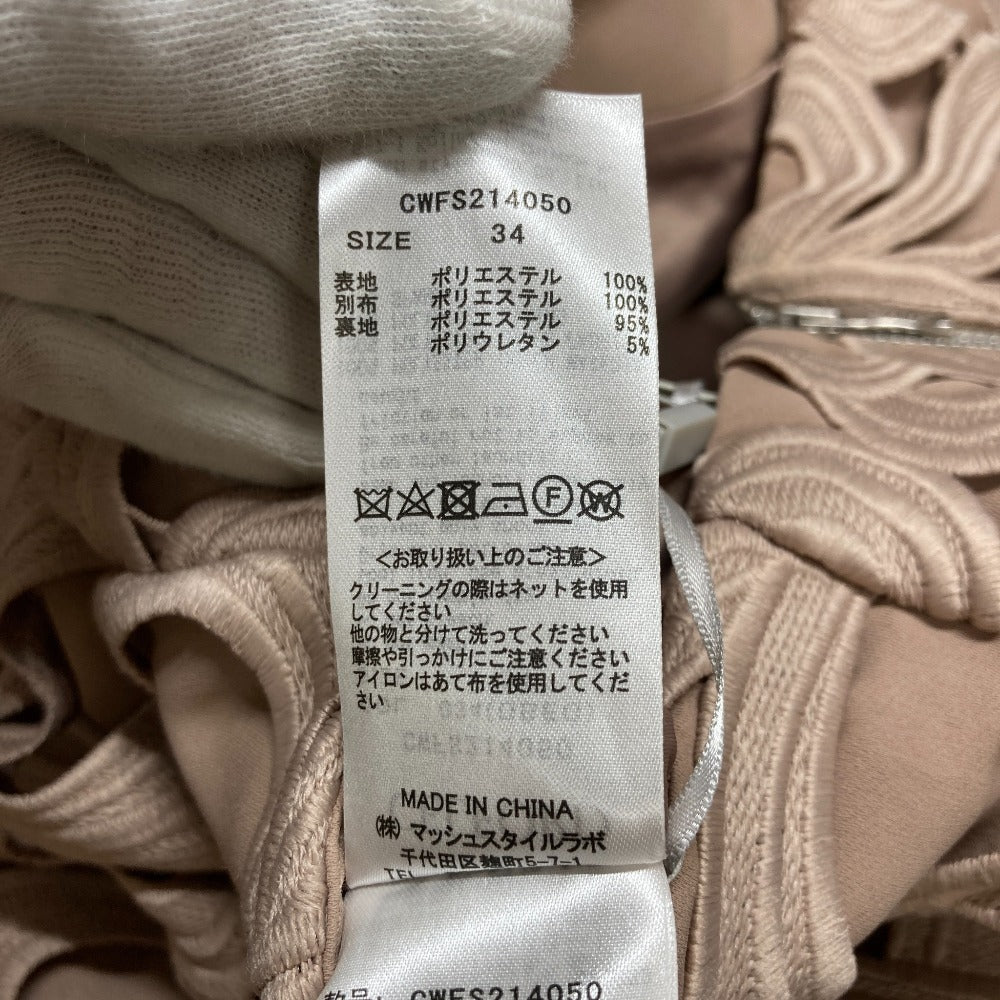 CWFS214050
SIZE 34
表地 ポリエステル 100%
別布 ポリエステル 100%
裏地 ポリエステル 95%
ポリウレタン 5%
F
W
<お取り扱い上のご注意>
クリーニングの際はネットを使用
してください
他の物と分けて洗ってください
摩擦や引っかけにご注意ください
アイロンはあて布を使用してくだ
さい
MADE IN CHINA
㈱ マッシュスタイルラボ
千代田区麹町5-7-1
TEL
品: CWFS214050